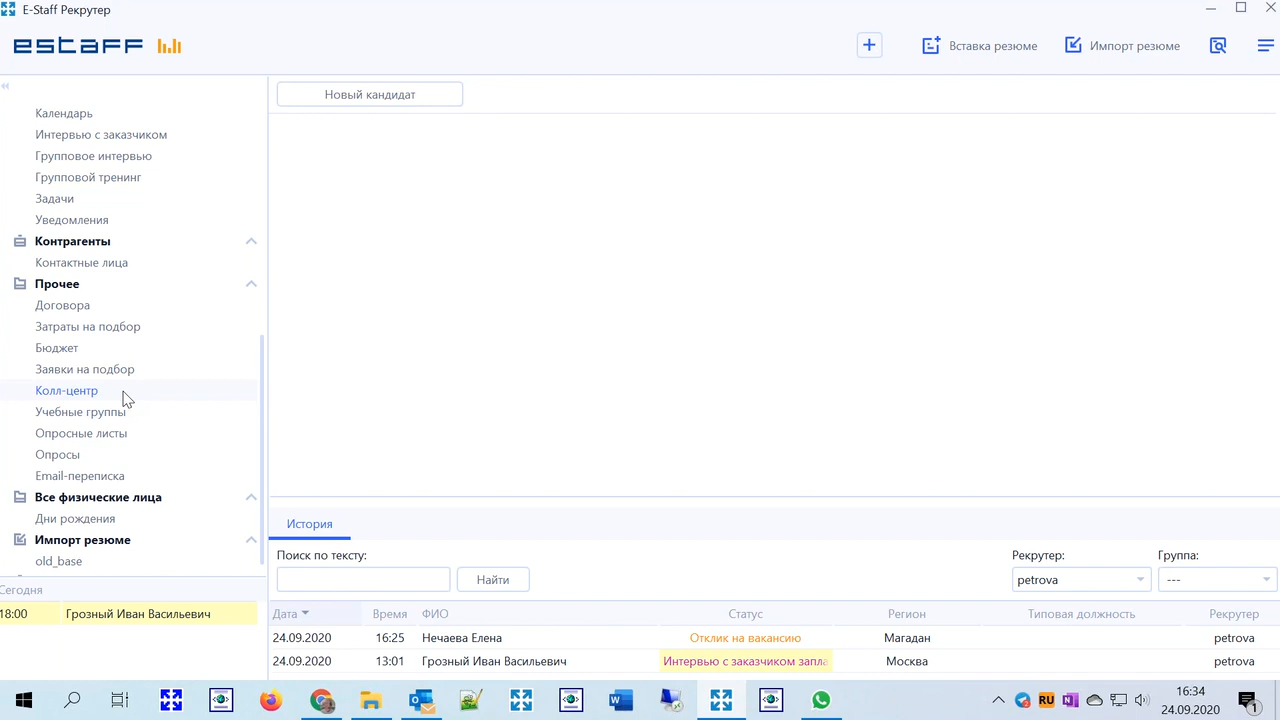 E-Staff Рекрутер
estaff
Вставка резюме
Импорт резюме
Календарь
Интервью с заказчиком
Групповое интервью
Групповой тренинг
Задачи
Уведомления
Контрагенты
Контактные лица
Прочее
Договора
Затраты на подбор
Бюджет
Заявки на подбор
Колл-центр
Учебные группы
Опросные листы
Опросы
Email-переписка
Все физические лица
Дни рождения
Импорт резюме
old_base
Сегодня
18:00 Грозный Иван Васильевич
Новый кандидат
История
Поиск по тексту:
Найти
Рекрутер:
petrova
Группа:
---
Дата Время ФИО Статус Регион Типовая должность Рекрутер
24.09.2020 16:25 Нечаева Елена Отклик на вакансию Магадан petrova
24.09.2020 13:01 Грозный Иван Васильевич Интервью с заказчиком запла Москва petrova
RU
16:34
24.09.2020
1